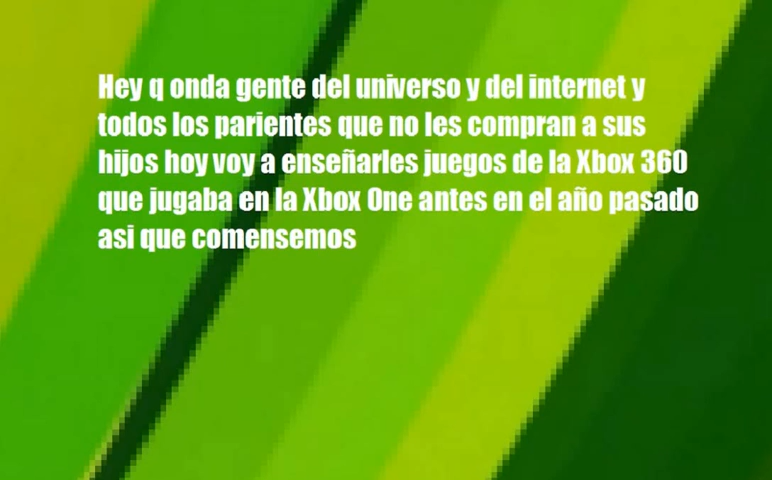 Hey q onda gente del universo y del internet y
todos los parientes que no les compran a sus
hijos hoy voy a enseñarles juegos de la Xbox 360
que jugaba en la Xbox One antes en el año pasado
asi que comensemos